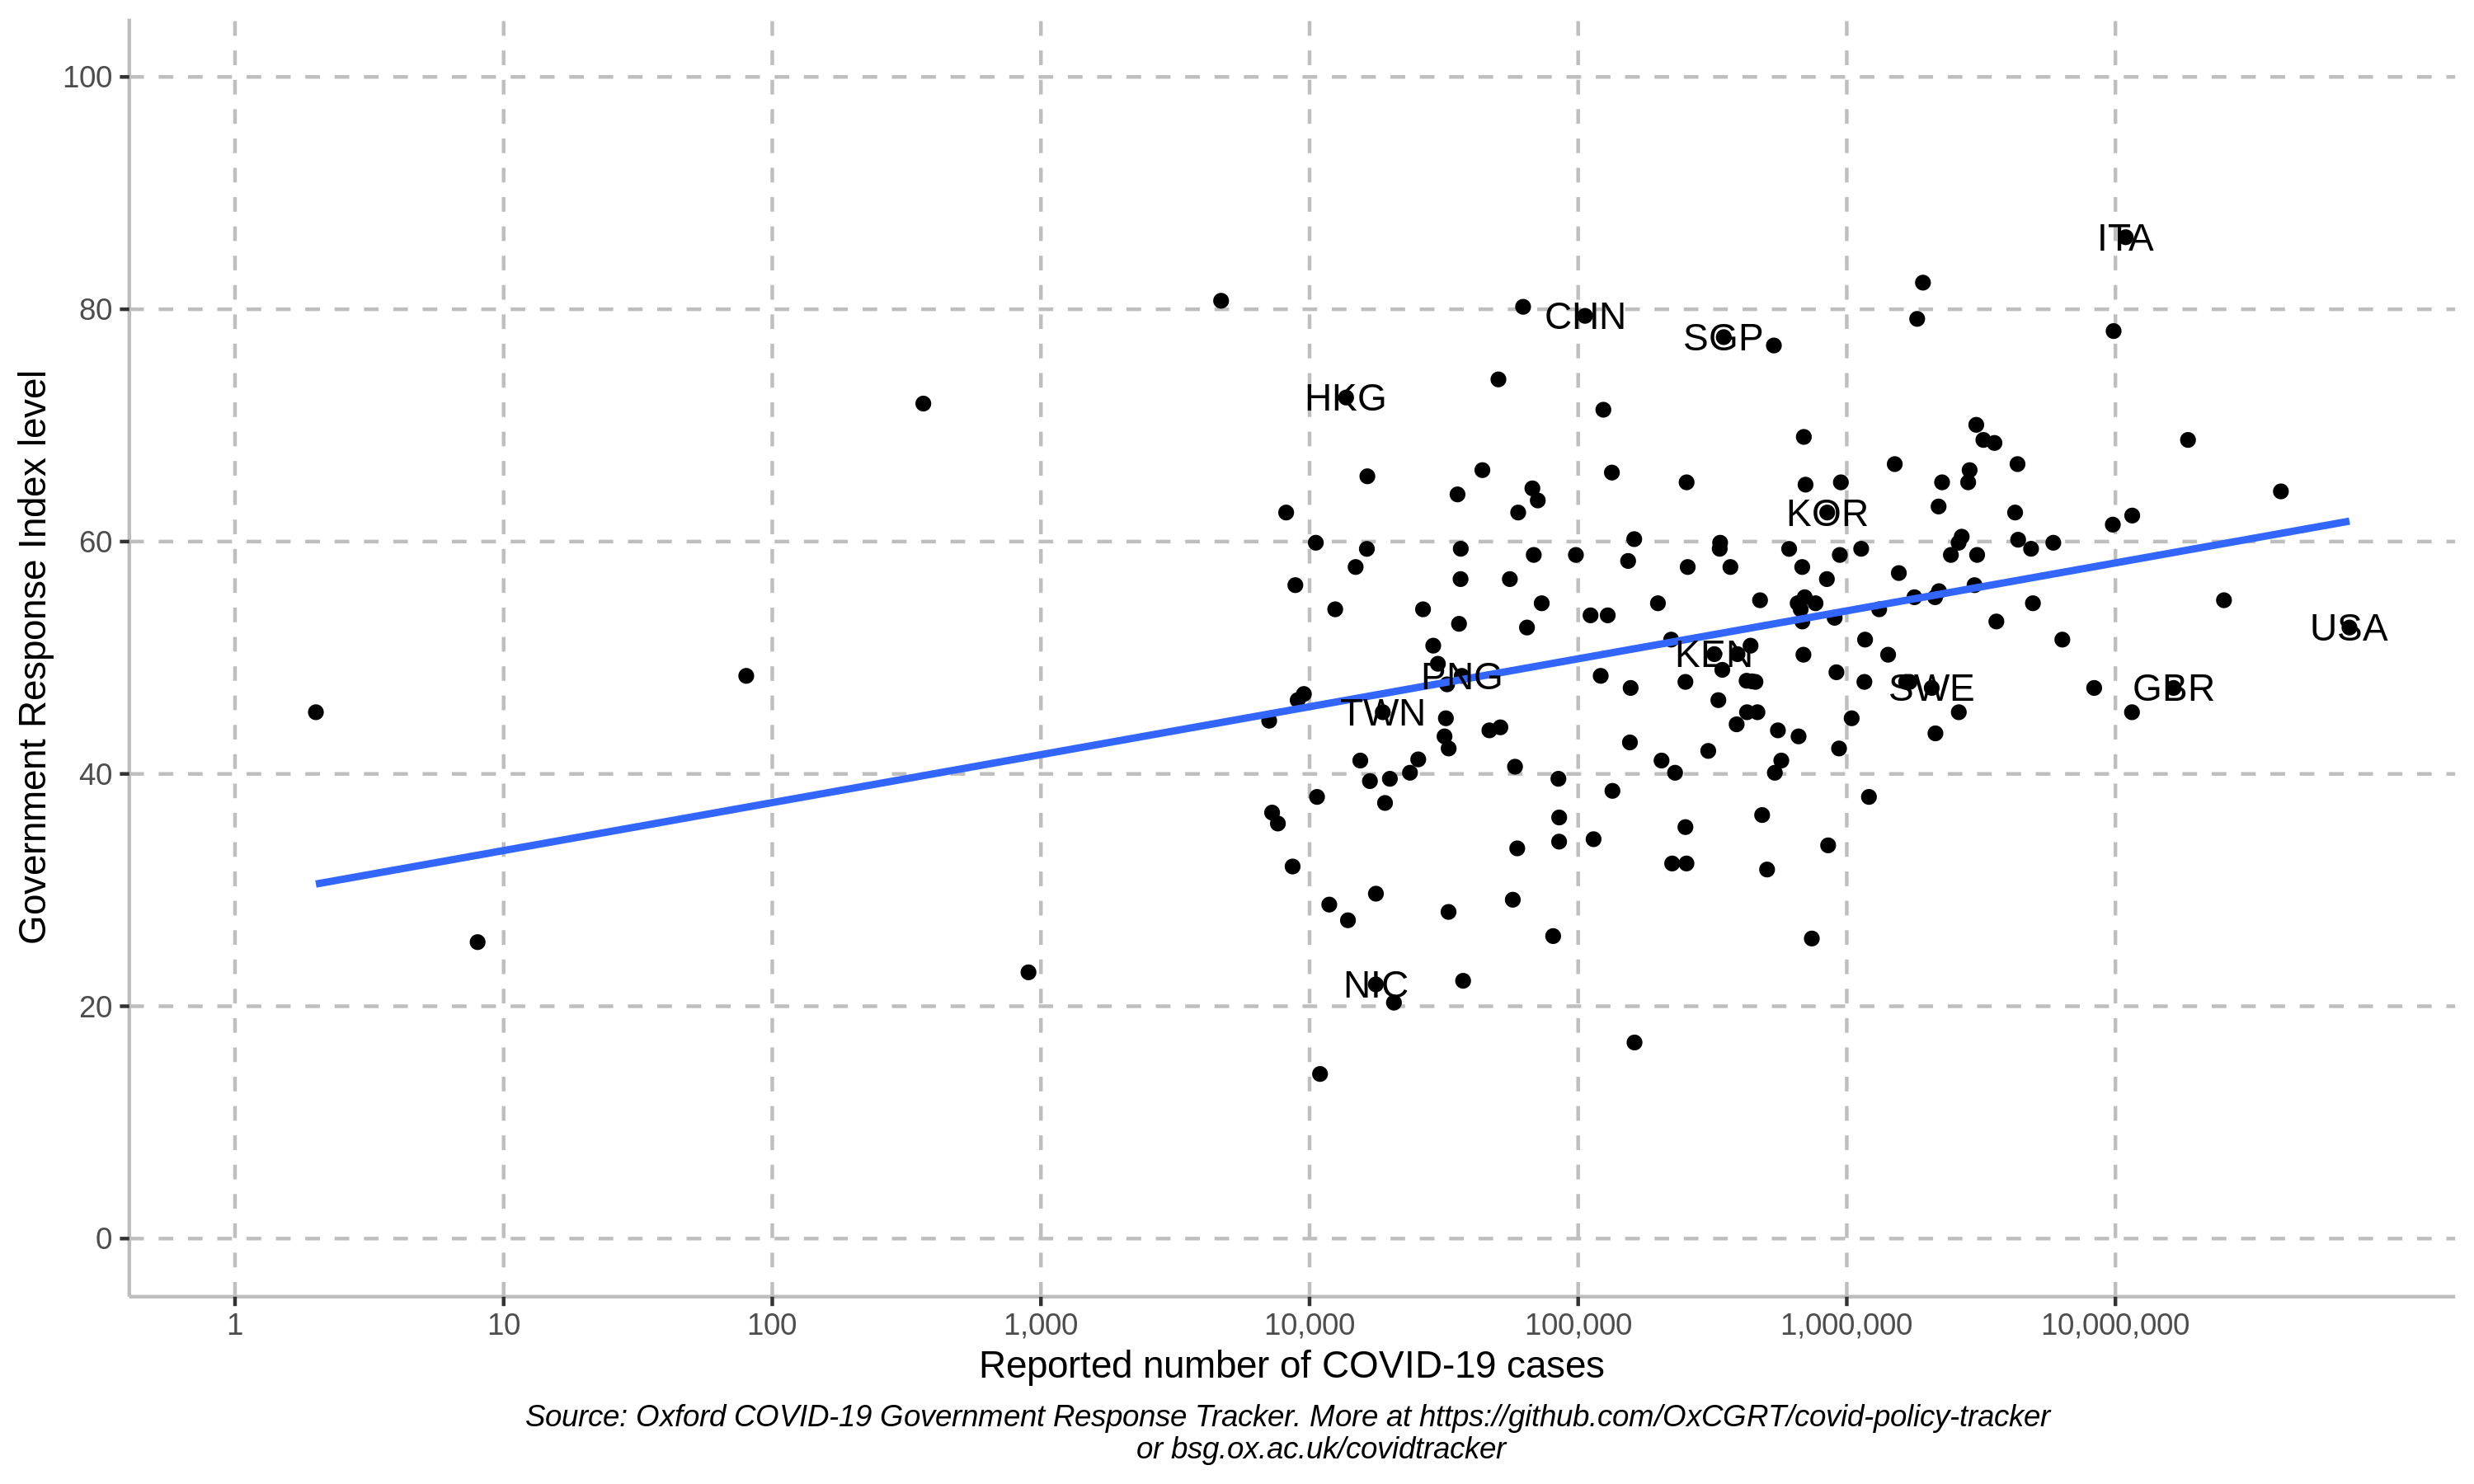 100
ITA
80
CHN
SGP
HKG
KOR
60
USA
KEN
PNG
SWE
GBR
TWN
40
NIC
20
0
Government Response Index level
1 10 100 1,000 10,000 100,000 1,000,000 10,000,000
Reported number of COVID-19 cases
Source: Oxford COVID-19 Government Response Tracker. More at https://github.com/OxCGRT/covid-policy-tracker
or bsg.ox.ac.uk/covidtracker